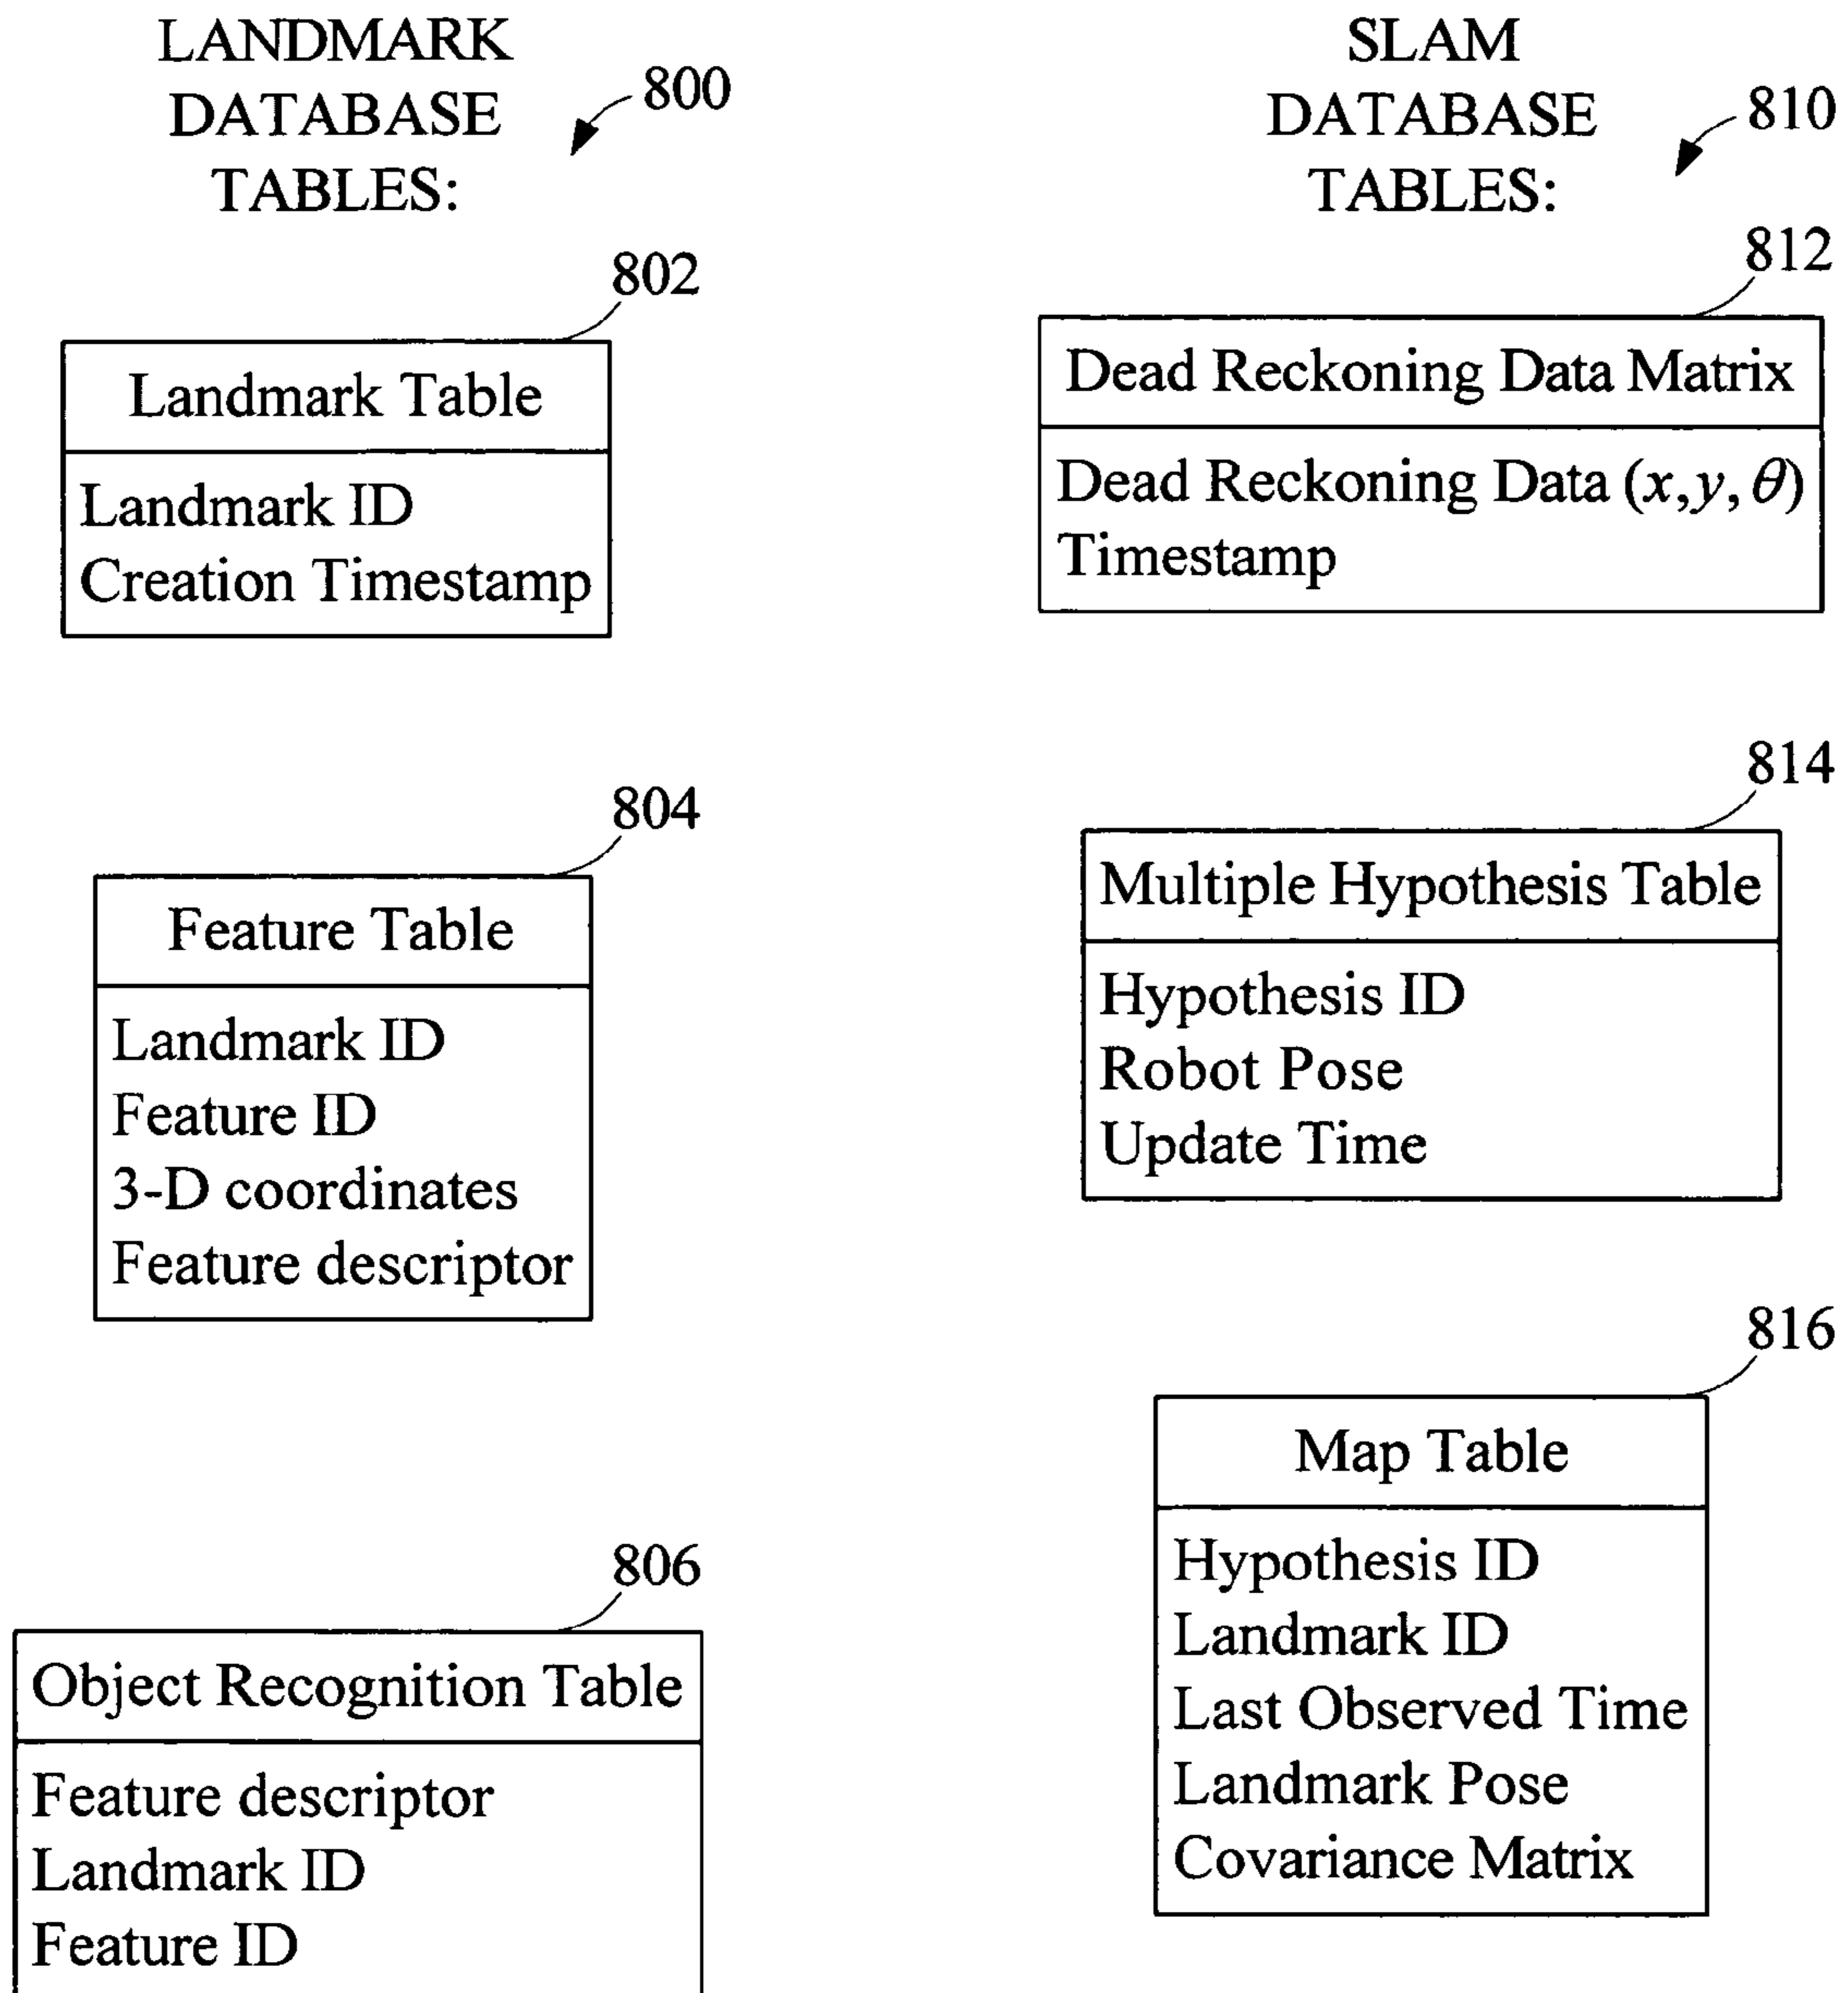 LANDMARK
DATABASE
TABLES:
800
802
Landmark Table
Landmark ID
Creation Timestamp
804
Feature Table
Landmark ID
Feature ID
3-D coordinates
Feature descriptor
806
Object Recognition Table
Feature descriptor
Landmark ID
Feature ID
SLAM
DATABASE
TABLES:
810
812
Dead Reckoning Data Matrix
Dead Reckoning Data (x,y,θ)
Timestamp
814
Multiple Hypothesis Table
Hypothesis ID
Robot Pose
Update Time
816
Map Table
Hypothesis ID
Landmark ID
Last Observed Time
Landmark Pose
Covariance Matrix